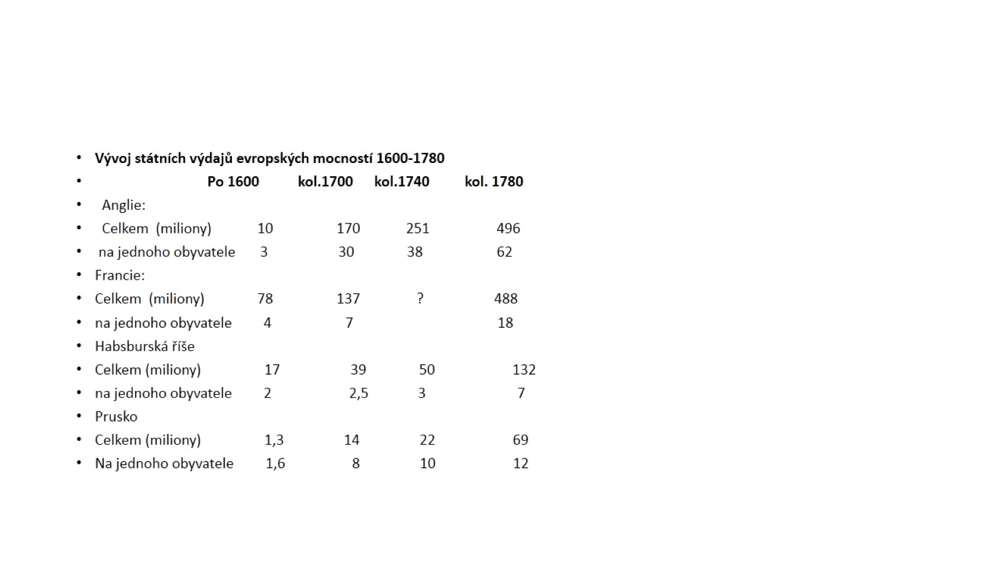 • Vývoj státních výdajů evropských mocností 1600-1780
• Po 1600 kol.1700 kol.1740 kol. 1780
• Anglie:
• Celkem (miliony) 10 170 251 496
• na jednoho obyvatele 3 30 38 62
• Francie:
• Celkem (miliony) 78 137 ? 488
• na jednoho obyvatele 4 7 18
• Habsburská říše
• Celkem (miliony) 17 39 50 132
• na jednoho obyvatele 2 2,5 3 7
• Prusko
• Celkem (miliony) 1,3 14 22 69
• Na jednoho obyvatele 1,6 8 10 12